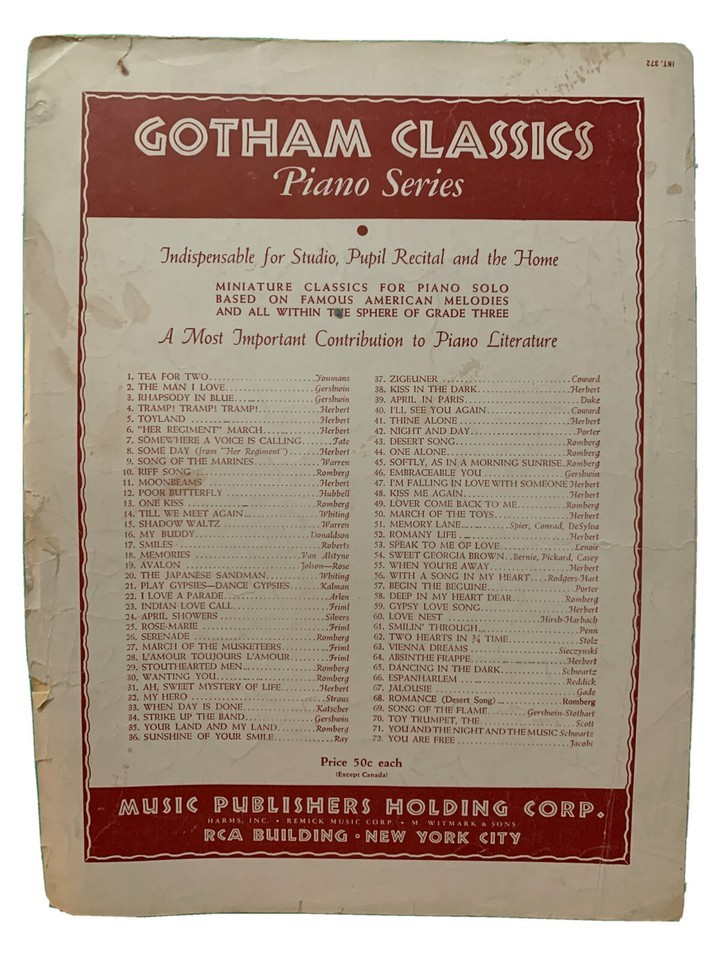 INT. 372
GOTHAM CLASSICS
Piano Series
Indispensable for Studio, Pupil Recital and the Home
MINIATURE CLASSICS FOR PIANO SOLO
BASED ON FAMOUS AMERICAN MELODIES
AND ALL WITHIN THE SPHERE OF GRADE THREE
A Most Important Contribution to Piano Literature
1. TEA FOR TWO Youmans
2. THE MAN I LOVE Gershwin
3. RHAPSODY IN BLUE Gershwin
4. TRAMP! TRAMP! TRAMP! Herbert
5. TOYLAND Herbert
6. "HER REGIMENT" MARCH Herbert
7. SOMEWHERE A VOICE IS CALLING Tate
8. SOME DAY (from "Her Regiment") Herbert
9. SONG OF THE MARINES Warren
10. RIFF SONG Romberg
11. MOONBEAMS Herbert
12. POOR BUTTERFLY Hubbell
13. ONE KISS Romberg
14. TILL WE MEET AGAIN Whiting
15. SHADOW WALTZ Warren
16. MY BUDDY Donaldson
17. SMILES Roberts
18. MEMORIES Van Alstyne
19. AVALON Jolson—Rose
20. THE JAPANESE SANDMAN Whiting
21. PLAY GYPSIES—DANCE GYPSIES Kalman
22. I LOVE A PARADE Arlen
23. INDIAN LOVE CALL Friml
24. APRIL SHOWERS Silvers
25. ROSE-MARIE Friml
26. SERENADE Romberg
27. MARCH OF THE MUSKETEERS Friml
28. L'AMOUR TOUJOURS L'AMOUR Friml
29. STOUTHEARTED MEN Romberg
30. WANTING YOU Romberg
31. AH, SWEET MYSTERY OF LIFE Herbert
32. MY HERO Straus
33. WHEN DAY IS DONE Katscher
34. STRIKE UP THE BAND Gershwin
35. YOUR LAND AND MY LAND Romberg
36. SUNSHINE OF YOUR SMILE Ray
37. ZIGEUNER Coward
38. KISS IN THE DARK Herbert
39. APRIL IN PARIS Duke
40. I'LL SEE YOU AGAIN Coward
41. THINE ALONE Herbert
42. NIGHT AND DAY Porter
43. DESERT SONG Romberg
44. ONE ALONE Romberg
45. SOFTLY, AS IN A MORNING SUNRISE Romberg
46. EMBRACEABLE YOU Gershwin
47. I'M FALLING IN LOVE WITH SOMEONE Herbert
48. KISS ME AGAIN Herbert
49. LOVER COME BACK TO ME Romberg
50. MARCH OF THE TOYS Herbert
51. MEMORY LANE Spier, Conrad, DeSylva
52. ROMANY LIFE Herbert
53. SPEAK TO ME OF LOVE Lenoir
54. SWEET GEORGIA BROWN Bernie, Pickard, Casey
55. WHEN YOU'RE AWAY Herbert
56. WITH A SONG IN MY HEART Rodgers-Hart
57. BEGIN THE BEGUINE Porter
58. DEEP IN MY HEART DEAR Romberg
59. GYPSY LOVE SONG Herbert
60. LOVE NEST Hirsh-Harbach
61. SMILIN' THROUGH Penn
62. TWO HEARTS IN ¾ TIME Stolz
63. VIENNA DREAMS Sieczynski
64. ABSINTHE FRAPPE Herbert
65. DANCING IN THE DARK Schwartz
66. ESPANHARLEM Reddick
67. JALOUSIE Gade
68. ROMANCE (Desert Song) Romberg
69. SONG OF THE FLAME Gershwin-Stothart
70. TOY TRUMPET, THE Scott
71. YOU AND THE NIGHT AND THE MUSIC Schwartz
72. YOU ARE FREE Jacobi
Price 50c each
(Except Canada)
MUSIC PUBLISHERS HOLDING CORP.
HARMS, INC. • REMICK MUSIC CORP. • M. WITMARK & SONS
RCA BUILDING • NEW YORK CITY